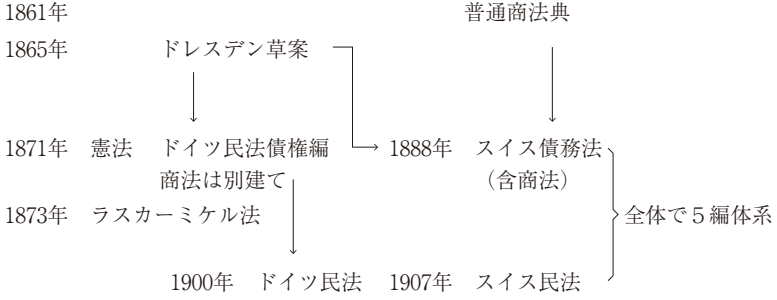 1861年 普通商法典
1865年 ドレスデン草案
1871年 憲法 ドイツ民法債権編 1888年 スイス債務法
商法は別建て （含商法）
1873年 ラスカーミケル法 全体で５編体系
1900年 ドイツ民法 1907年 スイス民法